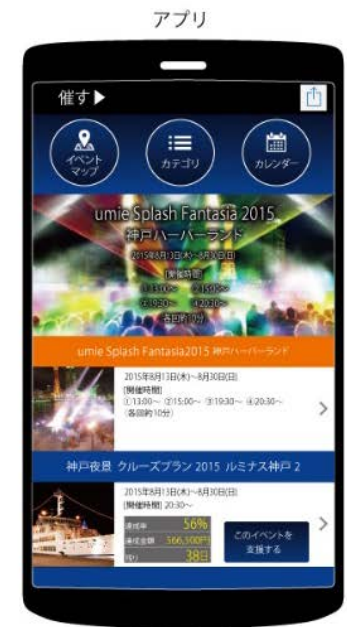 アプリ
催す▶
イベント
マップ
カテゴリ
カレンダー
umie Splash Fantasia 2015
神戸ハーバーランド
2015年8月13日(木)〜8月30日(日)
[開催時間]
①13:00〜 ②15:00〜
③19:30〜 ④20:30〜
各回約10分)
umie Splash Fantasia2015 神戸ハーバーランド
2015年8月13日(木)〜8月30日(日)
[開催時間]
①13:00〜 ②15:00〜 ③19:30〜 ④20:30〜
(各回約10分)
神戸夜景 クルーズプラン 2015 ルミナス神戸 2
2015年8月13日(木)〜8月30日(日)
[開催時間] 20:30〜
達成率 56%
達成金額 566,500円
残り 38日
このイベントを
支援する